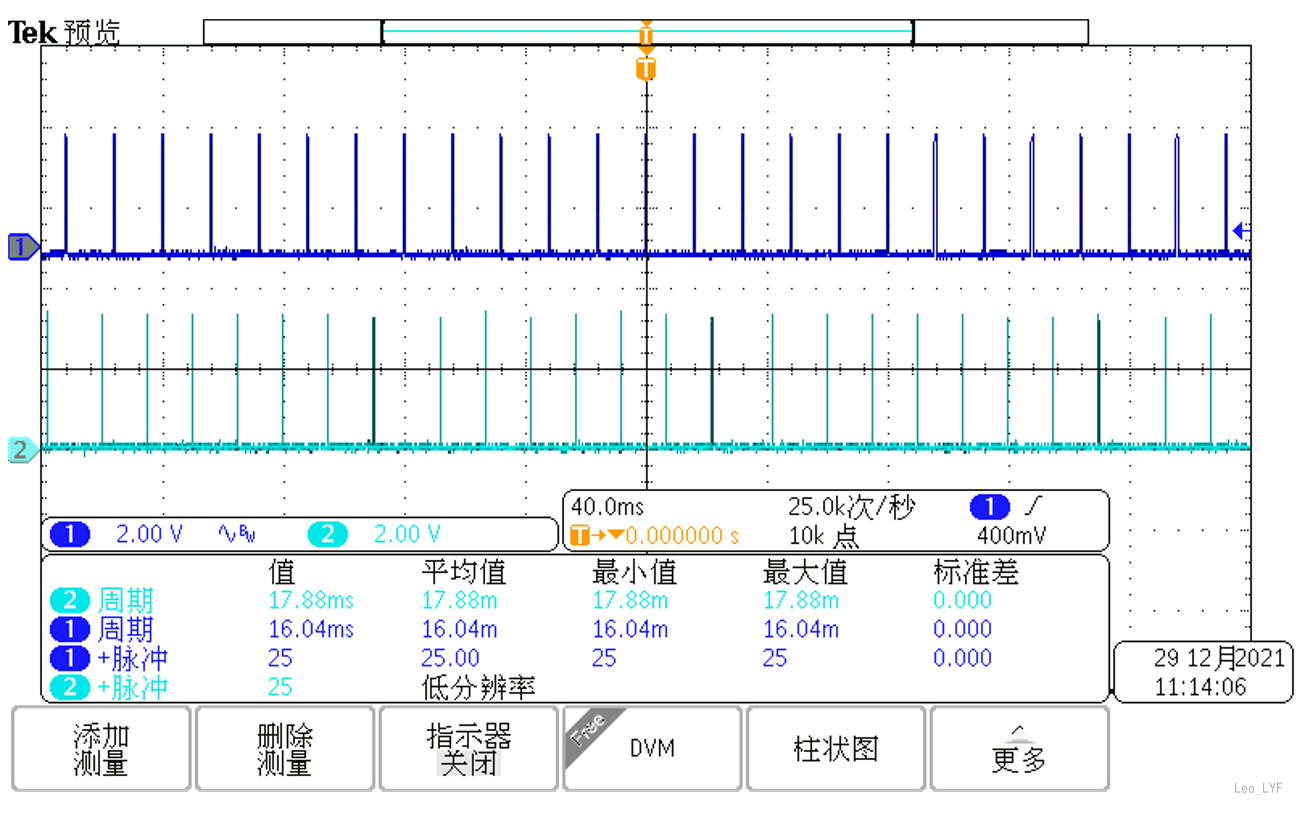 Tek 预览
T
T
1
2
1 2.00 V BW 2 2.00 V
40.0ms 25.0k次/秒 1
T→▼0.000000 s 10k 点 400mV
值 平均值 最小值 最大值 标准差
2 周期 17.88ms 17.88m 17.88m 17.88m 0.000
1 周期 16.04ms 16.04m 16.04m 16.04m 0.000
1 +脉冲 25 25.00 25 25 0.000
2 +脉冲 25 低分辨率
29 12月2021
11:14:06
添加
测量
删除
测量
指示器
关闭
Free
DVM
柱状图
更多
Leo_LYF